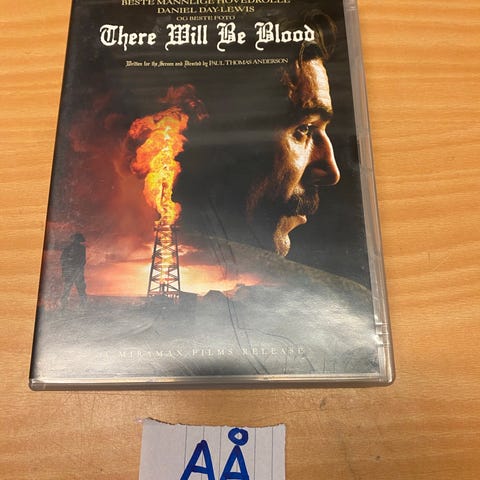 BESTE MANNLIGE HOVEDROLLE
DANIEL DAY-LEWIS
OG BESTE FOTO
There Will Be Blood
Written for the Screen and Directed by PAUL THOMAS ANDERSON
A MIRAMAX FILMS RELEASE
AÅ